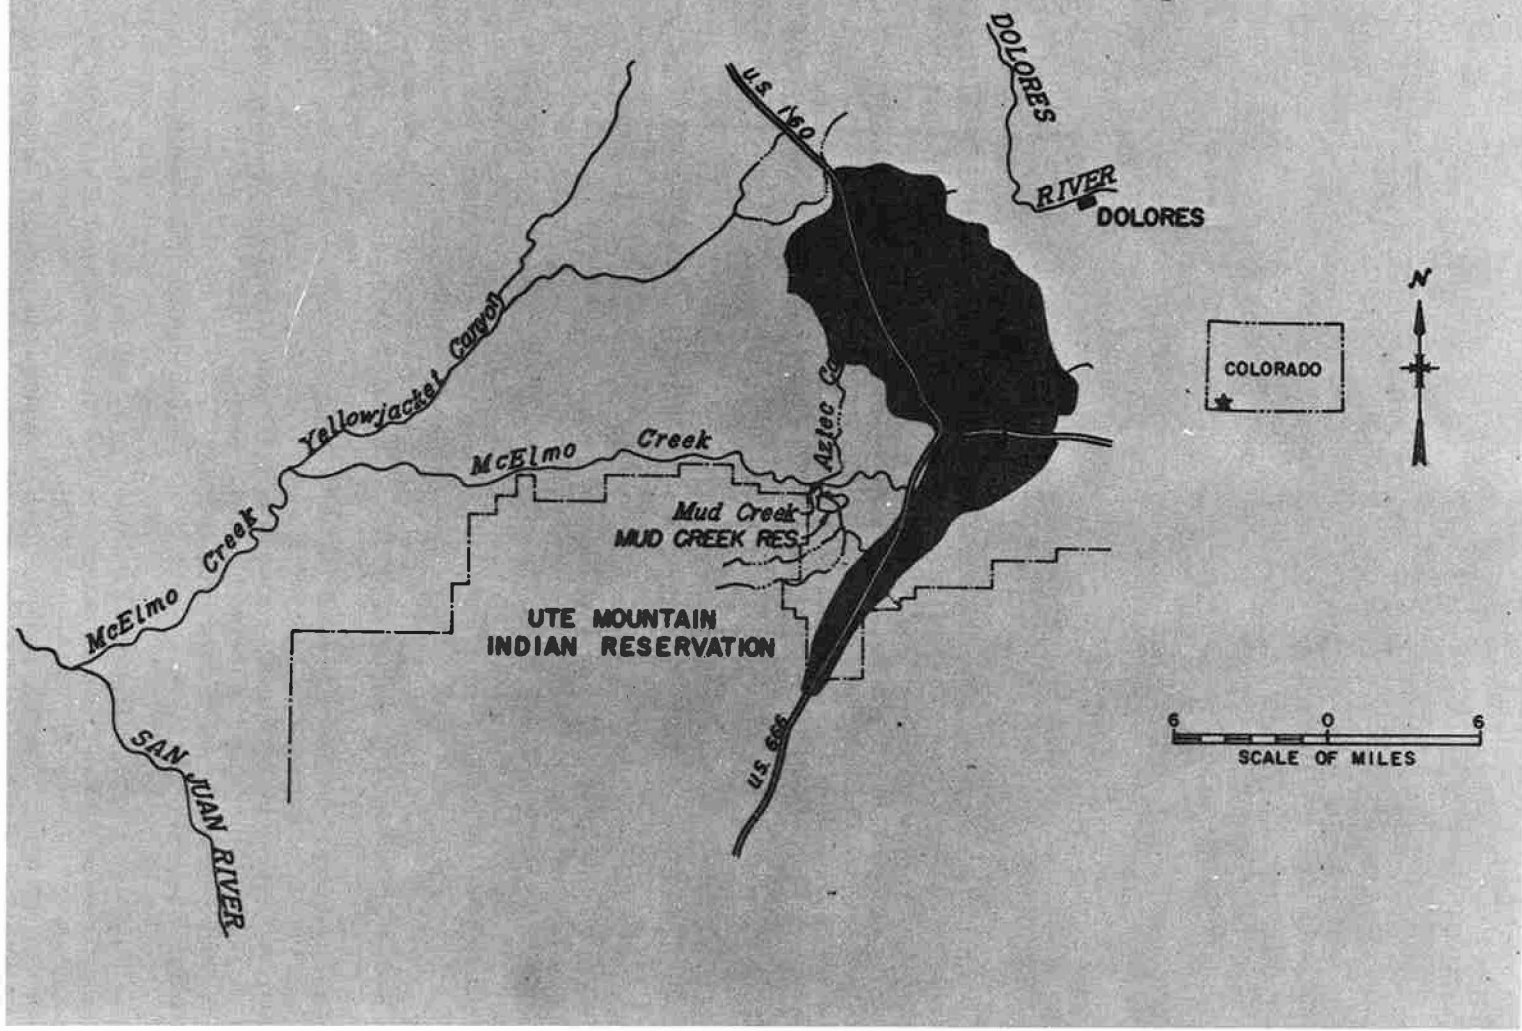 DOLORES
RIVER
DOLORES
U.S. 160
N
COLORADO
Yellowjacket Canyon
Aztec Ca
McElmo Creek
Mud Creek
MUD CREEK RES.
McElmo Creek
UTE MOUNTAIN
INDIAN RESERVATION
U.S. 666
SAN JUAN RIVER
6 0 6
SCALE OF MILES